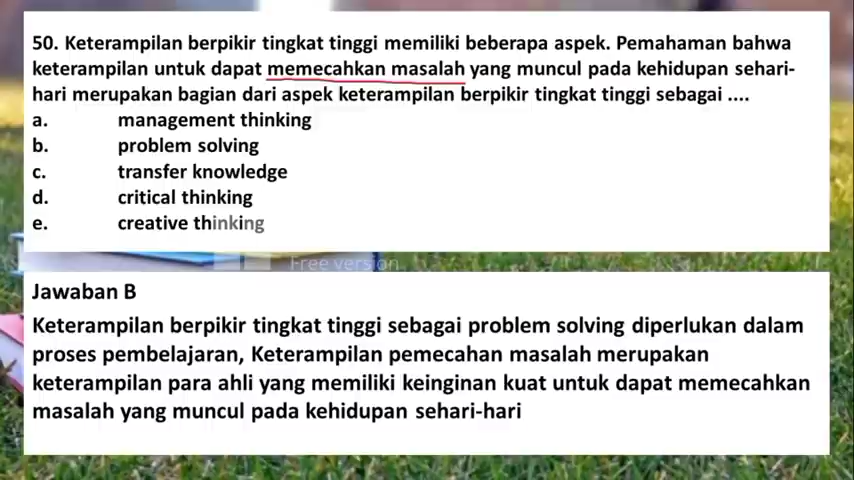 50. Keterampilan berpikir tingkat tinggi memiliki beberapa aspek. Pemahaman bahwa
keterampilan untuk dapat memecahkan masalah yang muncul pada kehidupan sehari-
hari merupakan bagian dari aspek keterampilan berpikir tingkat tinggi sebagai ....
a. management thinking
b. problem solving
c. transfer knowledge
d. critical thinking
e. creative thinking
Free version
Jawaban B
Keterampilan berpikir tingkat tinggi sebagai problem solving diperlukan dalam
proses pembelajaran, Keterampilan pemecahan masalah merupakan
keterampilan para ahli yang memiliki keinginan kuat untuk dapat memecahkan
masalah yang muncul pada kehidupan sehari-hari